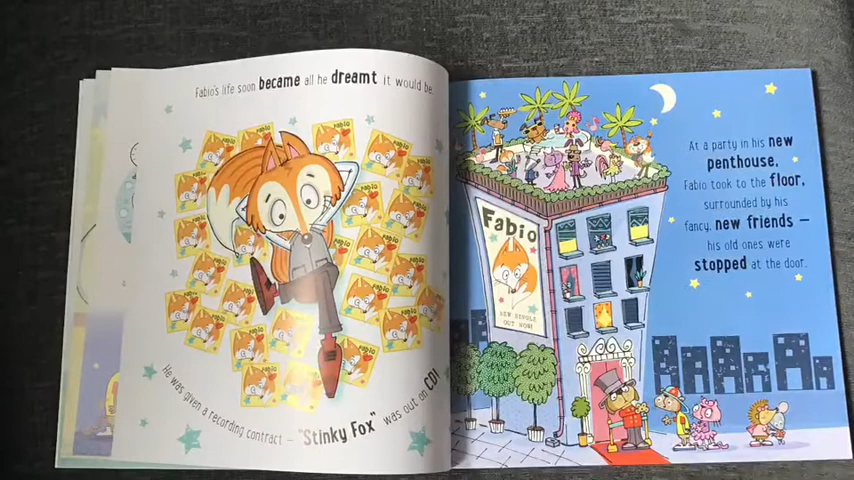 Fabio's life soon became all he dreamt it would be.
He was given a recording contract – "Stinky Fox" was out on CD!
Fabio
NEW SINGLE
OUT NOW!
At a party in his new
penthouse,
Fabio took to the floor,
surrounded by his
fancy, new friends –
his old ones were
stopped at the door.